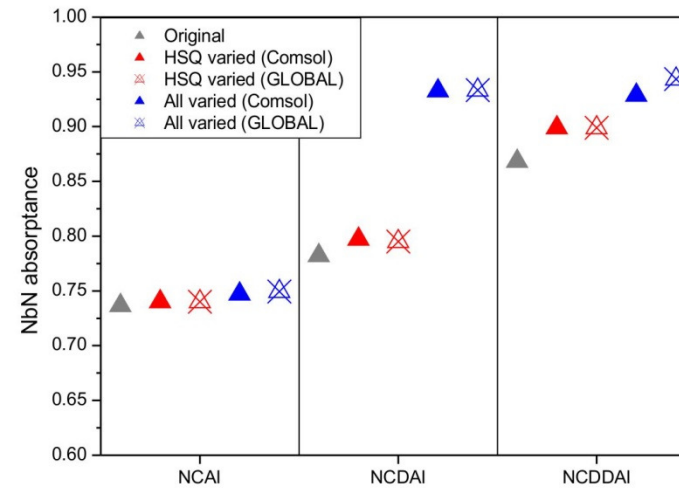 1.00
0.95
0.90
0.85
0.80
0.75
0.70
0.65
0.60
NbN absorptance
Original
HSQ varied (Comsol)
HSQ varied (GLOBAL)
All varied (Comsol)
All varied (GLOBAL)
NCAI
NCDAI
NCDDAI